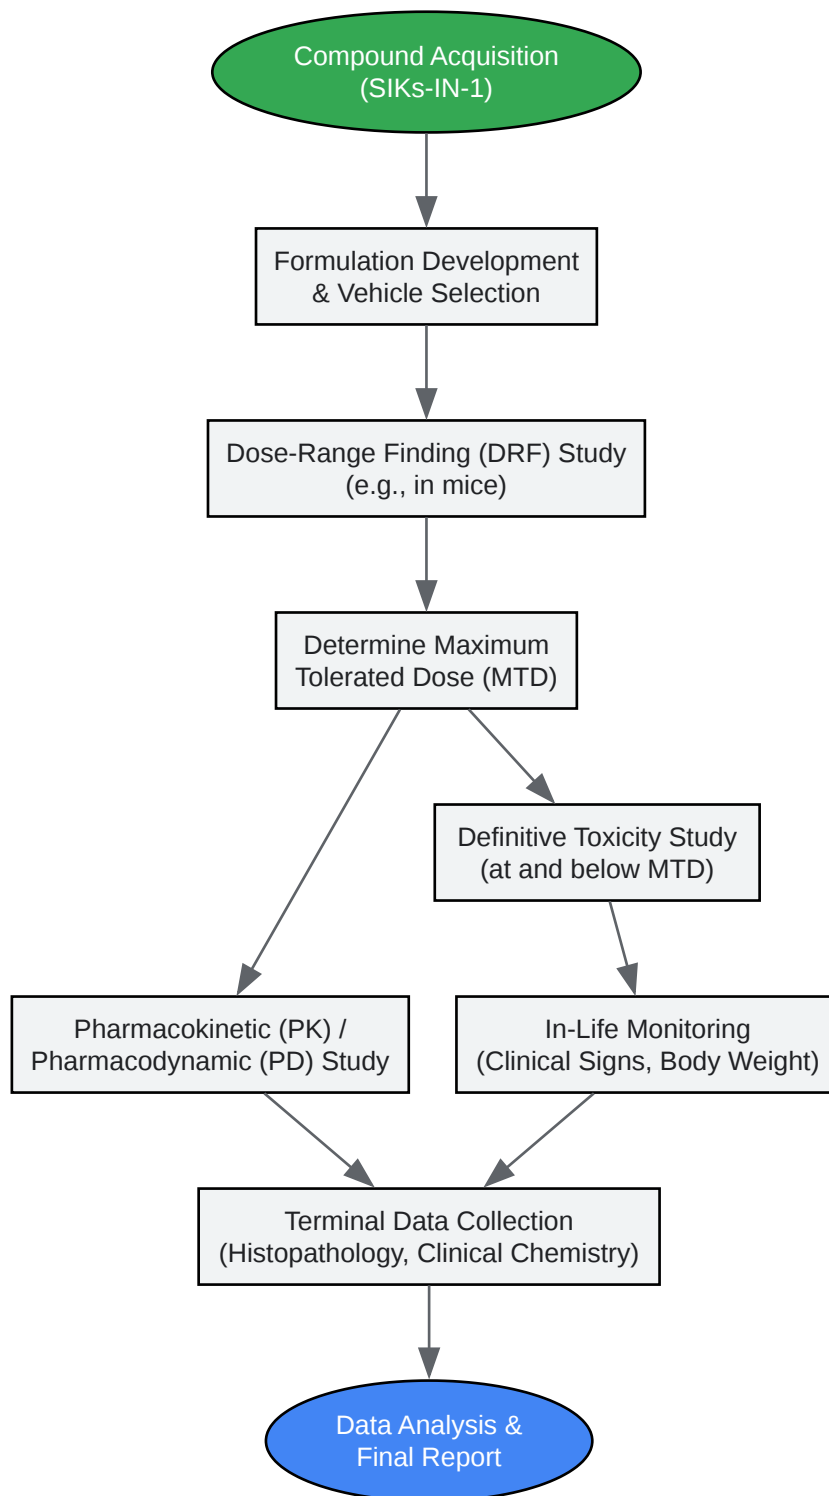 Compound Acquisition
(SIKs-IN-1)
Formulation Development
& Vehicle Selection
Dose-Range Finding (DRF) Study
(e.g., in mice)
Determine Maximum
Tolerated Dose (MTD)
Definitive Toxicity Study
(at and below MTD)
Pharmacokinetic (PK) /
Pharmacodynamic (PD) Study
In-Life Monitoring
(Clinical Signs, Body Weight)
Terminal Data Collection
(Histopathology, Clinical Chemistry)
Data Analysis &
Final Report